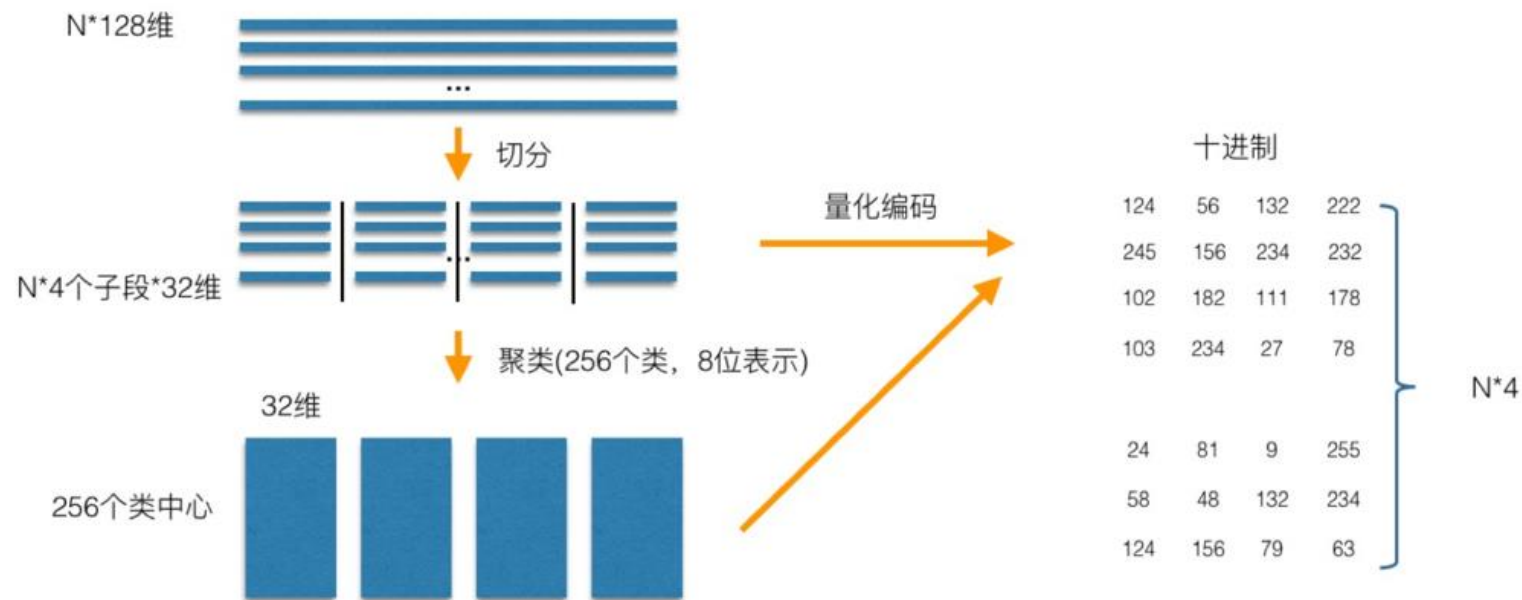 N*128维
...
切分
十进制
量化编码
124 56 132 222
245 156 234 232
102 182 111 178
103 234 27 78
...
N*4个子段*32维
聚类(256个类，8位表示)
N*4
32维
256个类中心
24 81 9 255
58 48 132 234
124 156 79 63